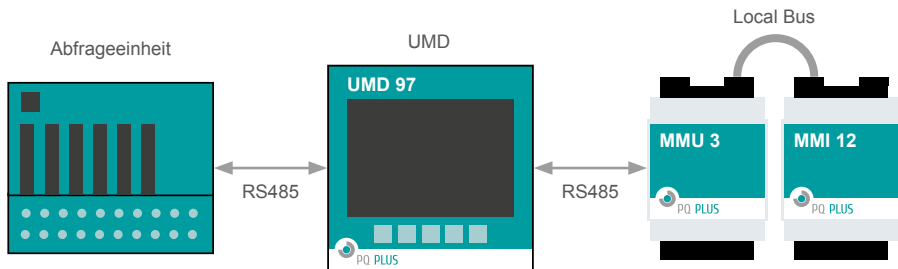 Local Bus
Abfrageeinheit
UMD
UMD 97
MMU 3
MMI 12
RS485
RS485
PQ PLUS
PQ PLUS
PQ PLUS